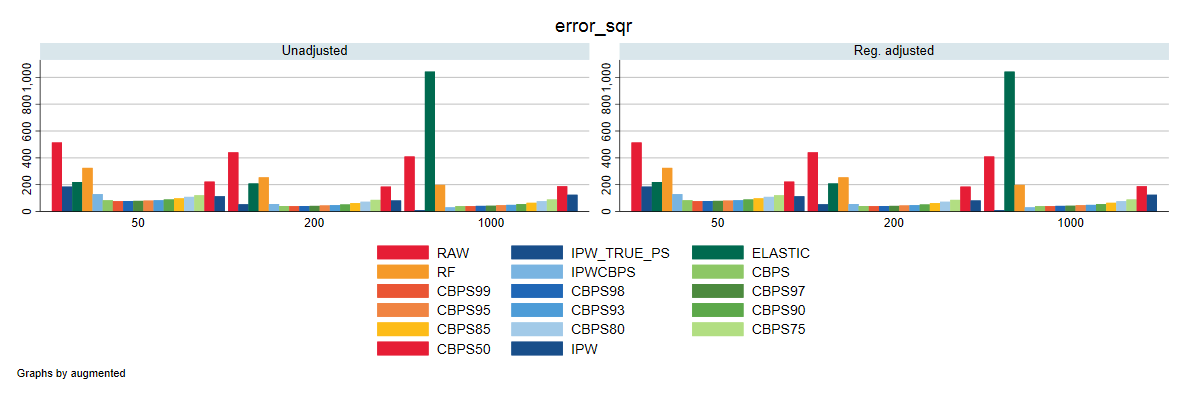 error_sqr
Unadjusted
Reg. adjusted
1,000
800
600
400
200
0
50
200
1000
1,000
800
600
400
200
0
50
200
1000
RAW
IPW_TRUE_PS
ELASTIC
RF
IPWCBPS
CBPS
CBPS99
CBPS98
CBPS97
CBPS95
CBPS93
CBPS90
CBPS85
CBPS80
CBPS75
CBPS50
IPW
Graphs by augmented